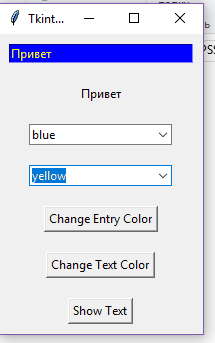 Tkint...
Привет
Привет
blue
yellow
Change Entry Color
Change Text Color
Show Text